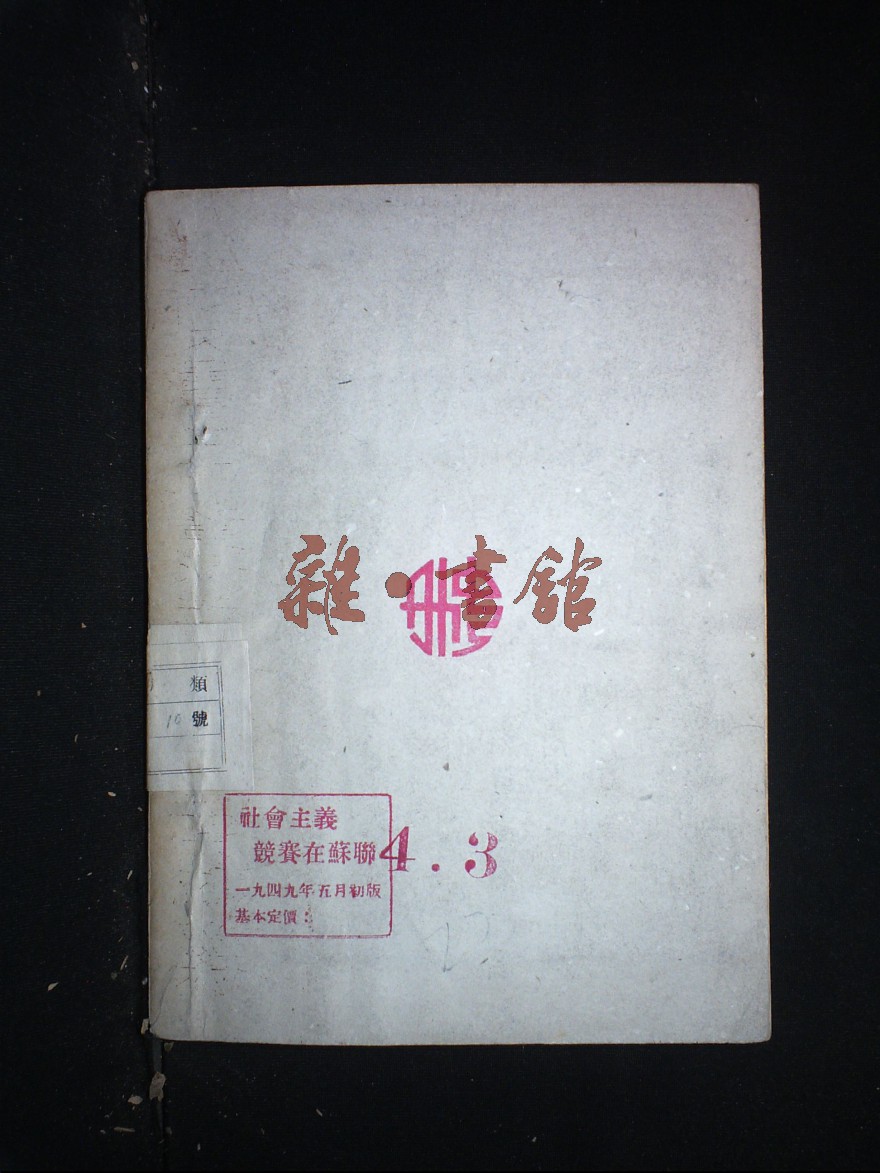 雜·書館
類
10 號
社會主義
競賽在蘇聯
一九四九年五月初版
基本定價：
4.3